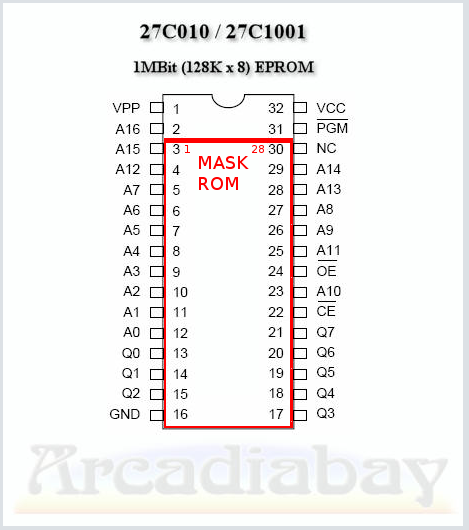 27C010 / 27C1001
1MBit (128K x 8) EPROM
VPP 1 32 VCC
A16 2 31 PGM
A15 3 1 28 30 NC
MASK
A12 4 29 A14
ROM
A7 5 28 A13
A6 6 27 A8
A5 7 26 A9
A4 8 25 A11
A3 9 24 OE
A2 10 23 A10
A1 11 22 CE
A0 12 21 Q7
Q0 13 20 Q6
Q1 14 19 Q5
Q2 15 18 Q4
GND 16 17 Q3
Arcadiabay